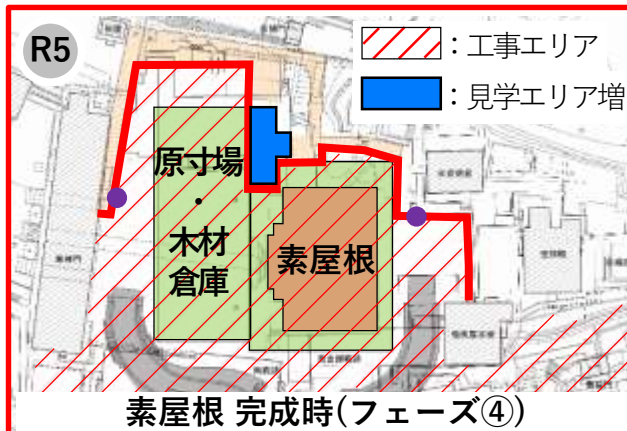 R5
：工事エリア
：見学エリア増
原寸場
・
木材
倉庫
素屋根
素屋根 完成時(フェーズ④)